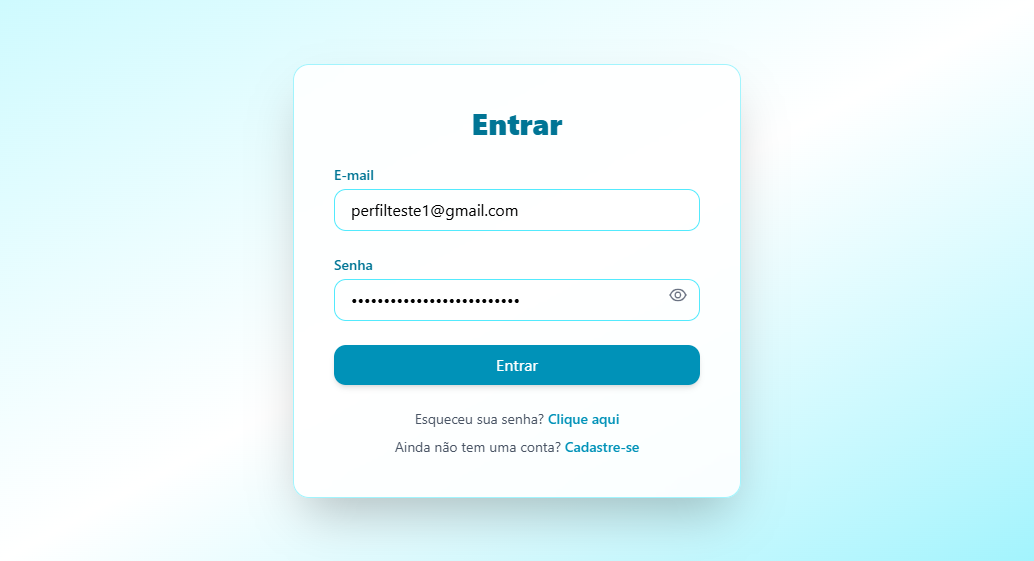 Entrar
E-mail
perfilteste1@gmail.com
Senha
••••••••••••••••••••••••••
Entrar
Esqueceu sua senha? Clique aqui
Ainda não tem uma conta? Cadastre-se